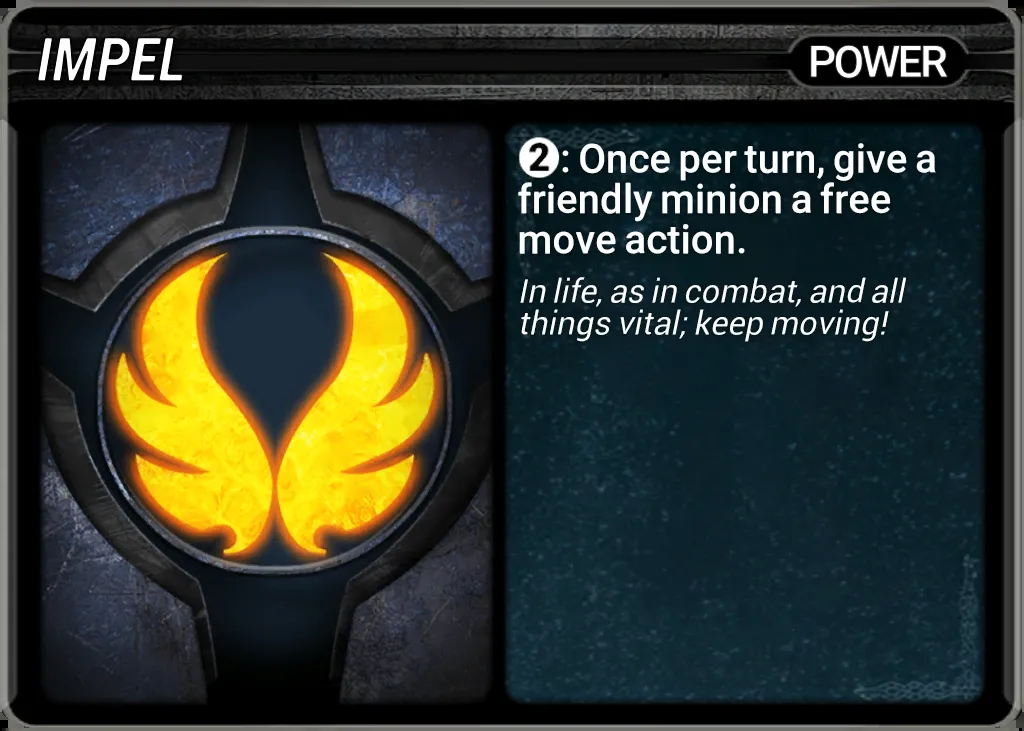 IMPEL
POWER
❷: Once per turn, give a
friendly minion a free
move action.
In life, as in combat, and all
things vital; keep moving!